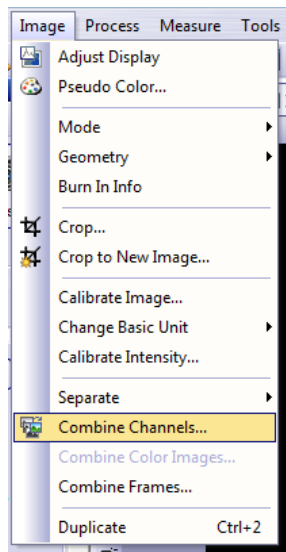 Image Process Measure Tools
Adjust Display
Pseudo Color...
Mode
Geometry
Burn In Info
Crop...
Crop to New Image...
Calibrate Image...
Change Basic Unit
Calibrate Intensity...
Separate
Combine Channels...
Combine Color Images...
Combine Frames...
Duplicate Ctrl+2